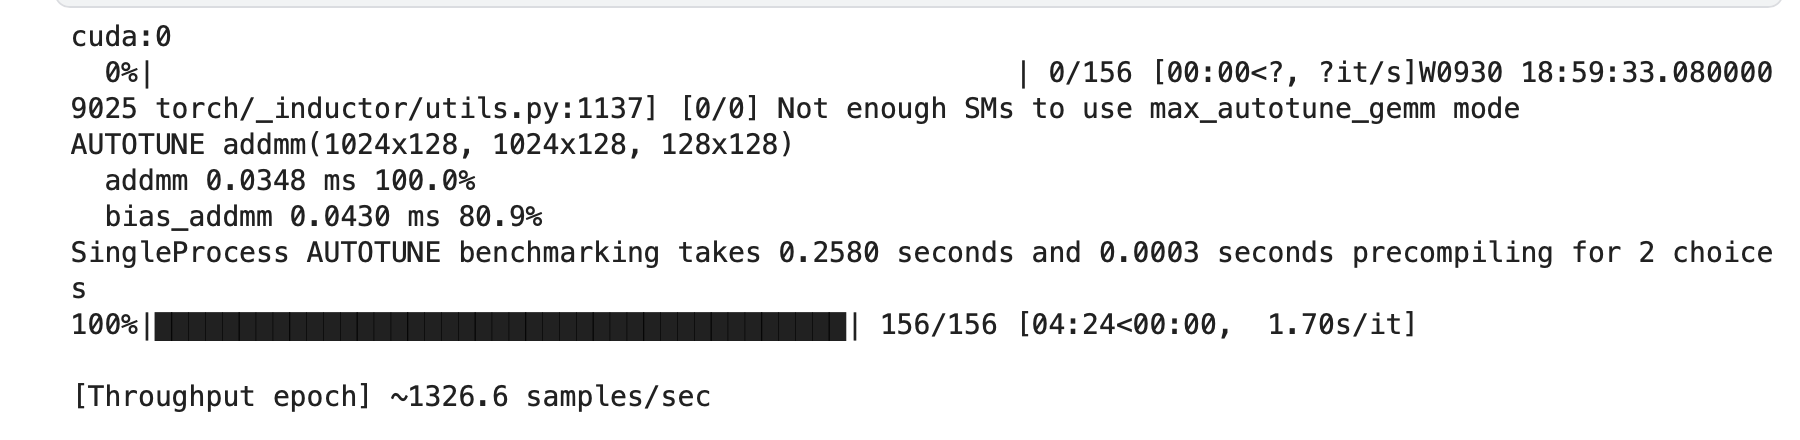 cuda:0
  0%|                                                    | 0/156 [00:00<?, ?it/s]W0930 18:59:33.080000
9025 torch/_inductor/utils.py:1137] [0/0] Not enough SMs to use max_autotune_gemm mode
AUTOTUNE addmm(1024x128, 1024x128, 128x128)
  addmm 0.0348 ms 100.0%
  bias_addmm 0.0430 ms 80.9%
SingleProcess AUTOTUNE benchmarking takes 0.2580 seconds and 0.0003 seconds precompiling for 2 choice
s
100%|█████████████████████████████████████████| 156/156 [04:24<00:00,  1.70s/it]
[Throughput epoch] ~1326.6 samples/sec